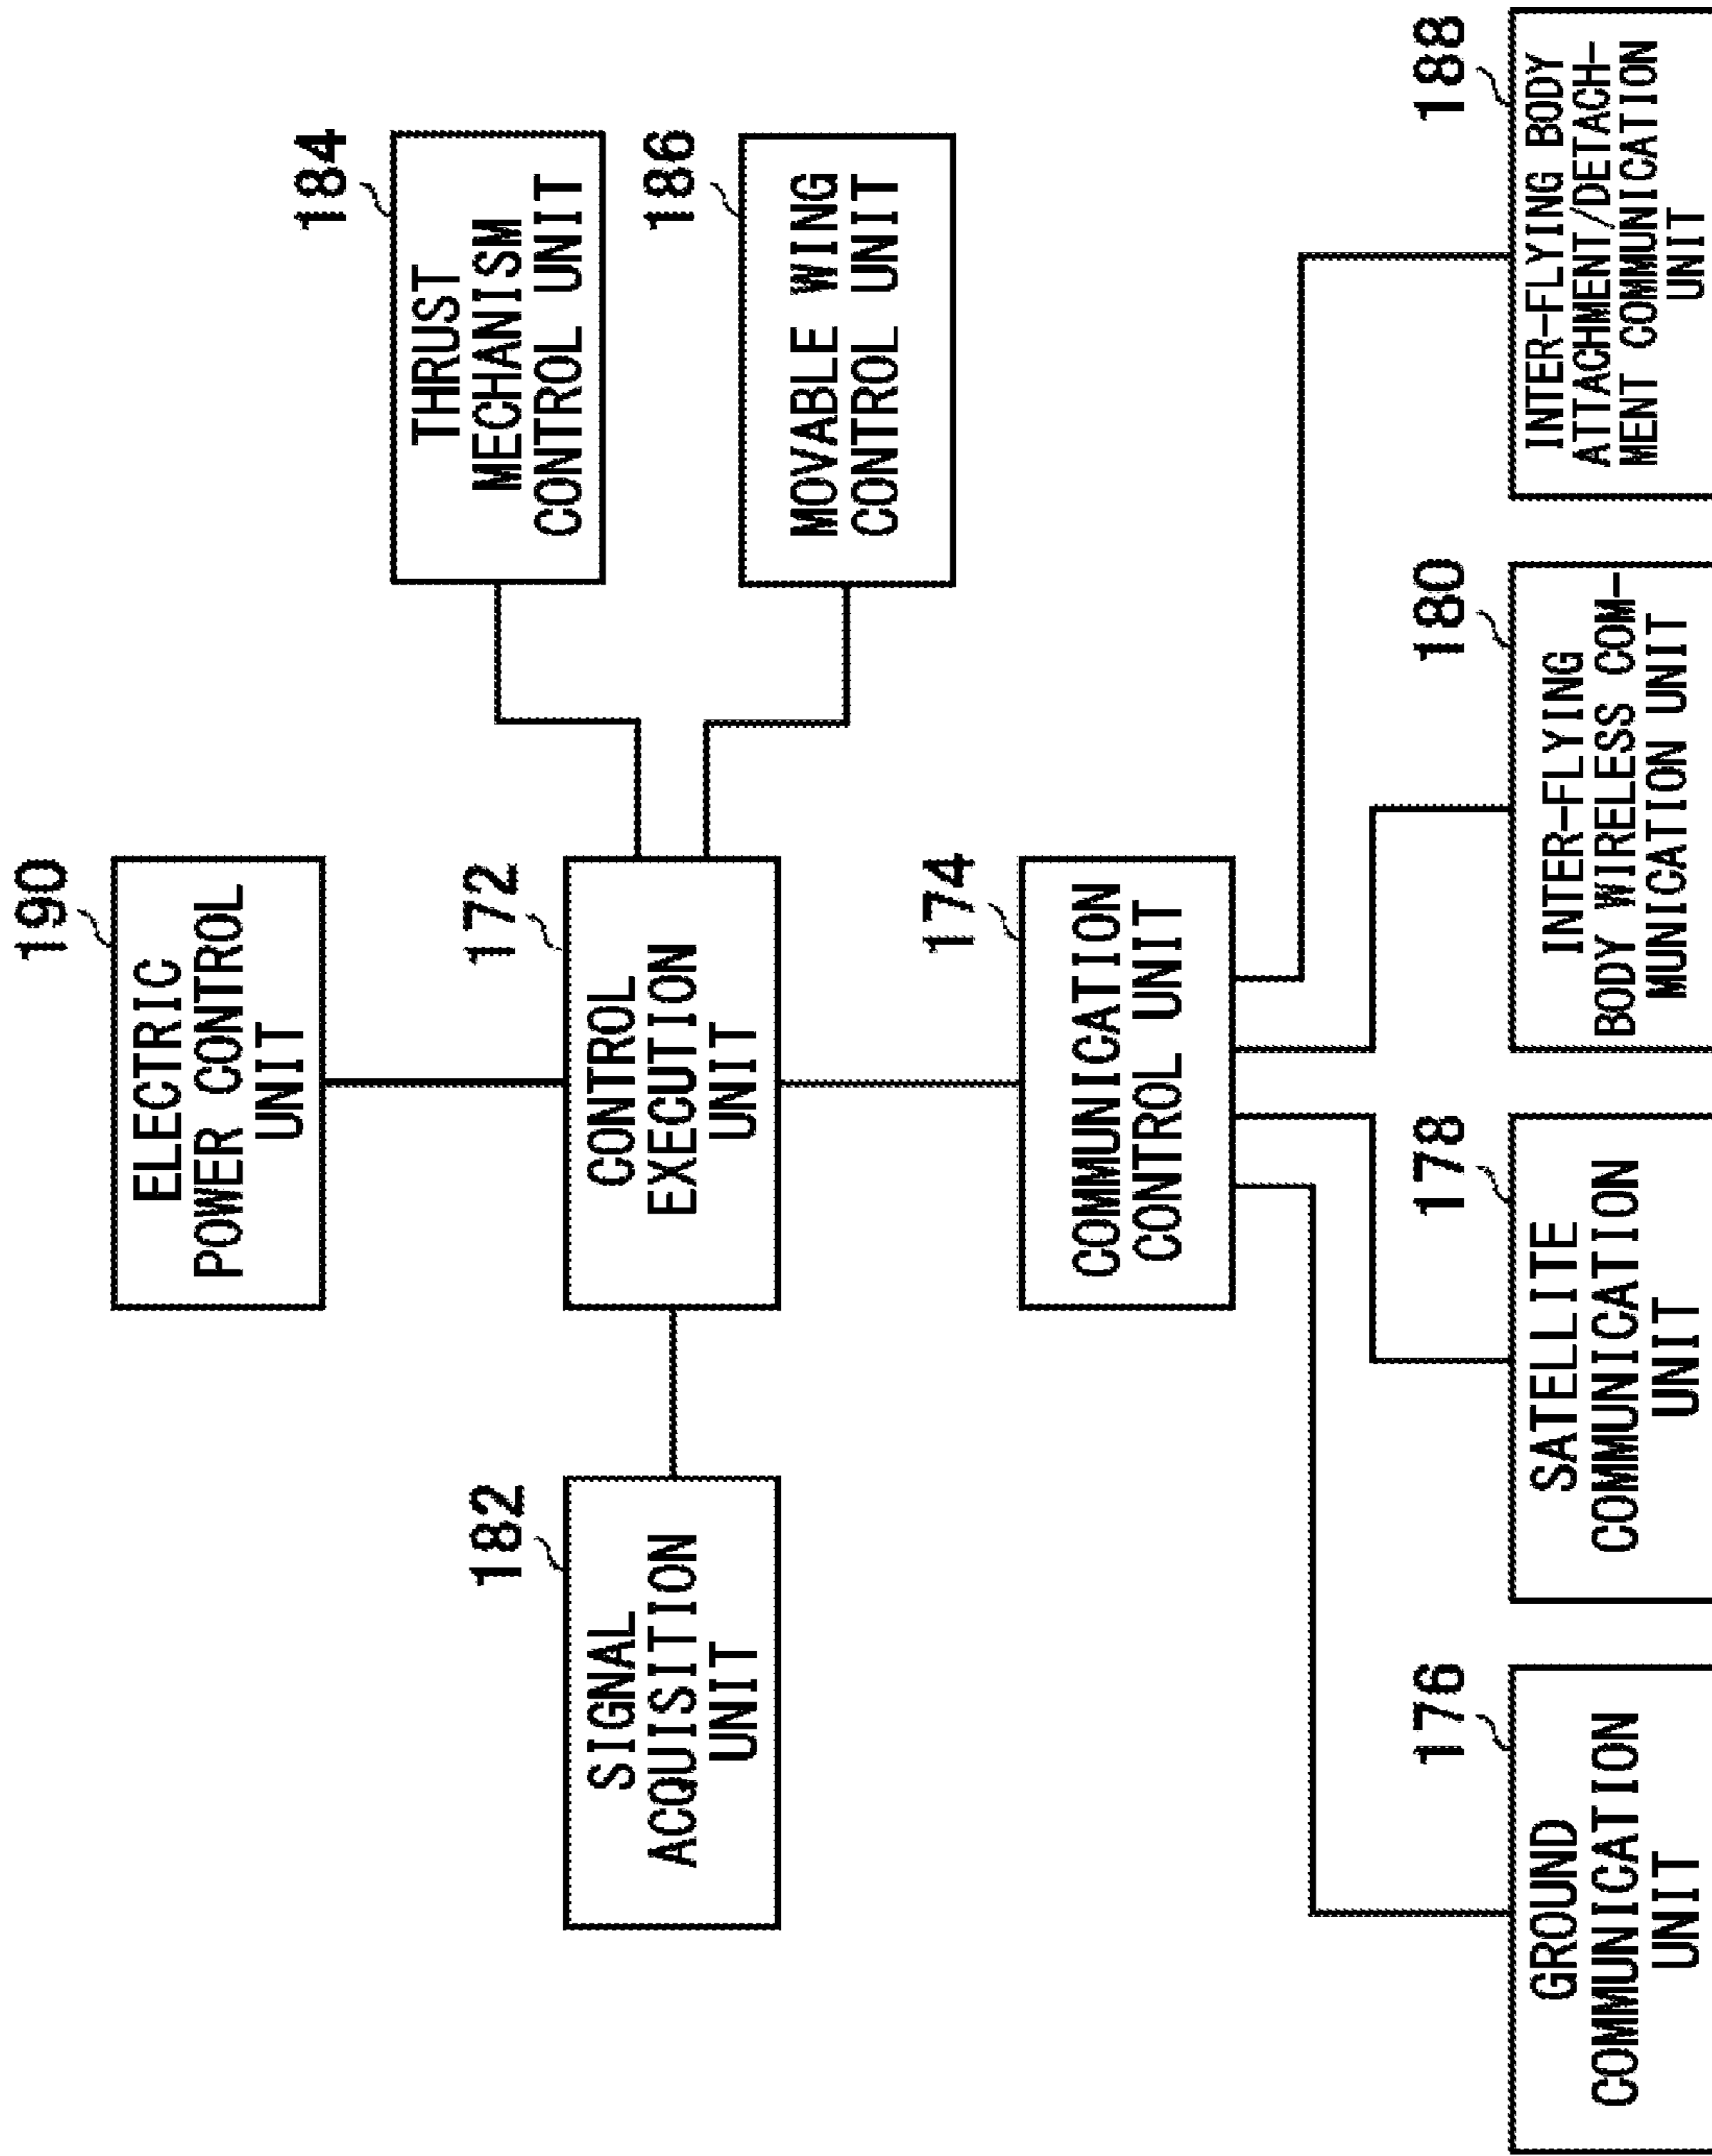 190
ELECTRIC
POWER CONTROL
UNIT
184
THRUST
MECHANISM
CONTROL UNIT
182
SIGNAL
ACQUISITION
UNIT
172
CONTROL
EXECUTION
UNIT
186
MOVABLE WING
CONTROL UNIT
174
COMMUNICATION
CONTROL UNIT
176
GROUND
COMMUNICATION
UNIT
178
SATELLITE
COMMUNICATION
UNIT
180
INTER-FLYING
BODY WIRELESS COM-
MUNICATION UNIT
188
INTER-FLYING BODY
ATTACHMENT/DETACH-
MENT COMMUNICATION
UNIT